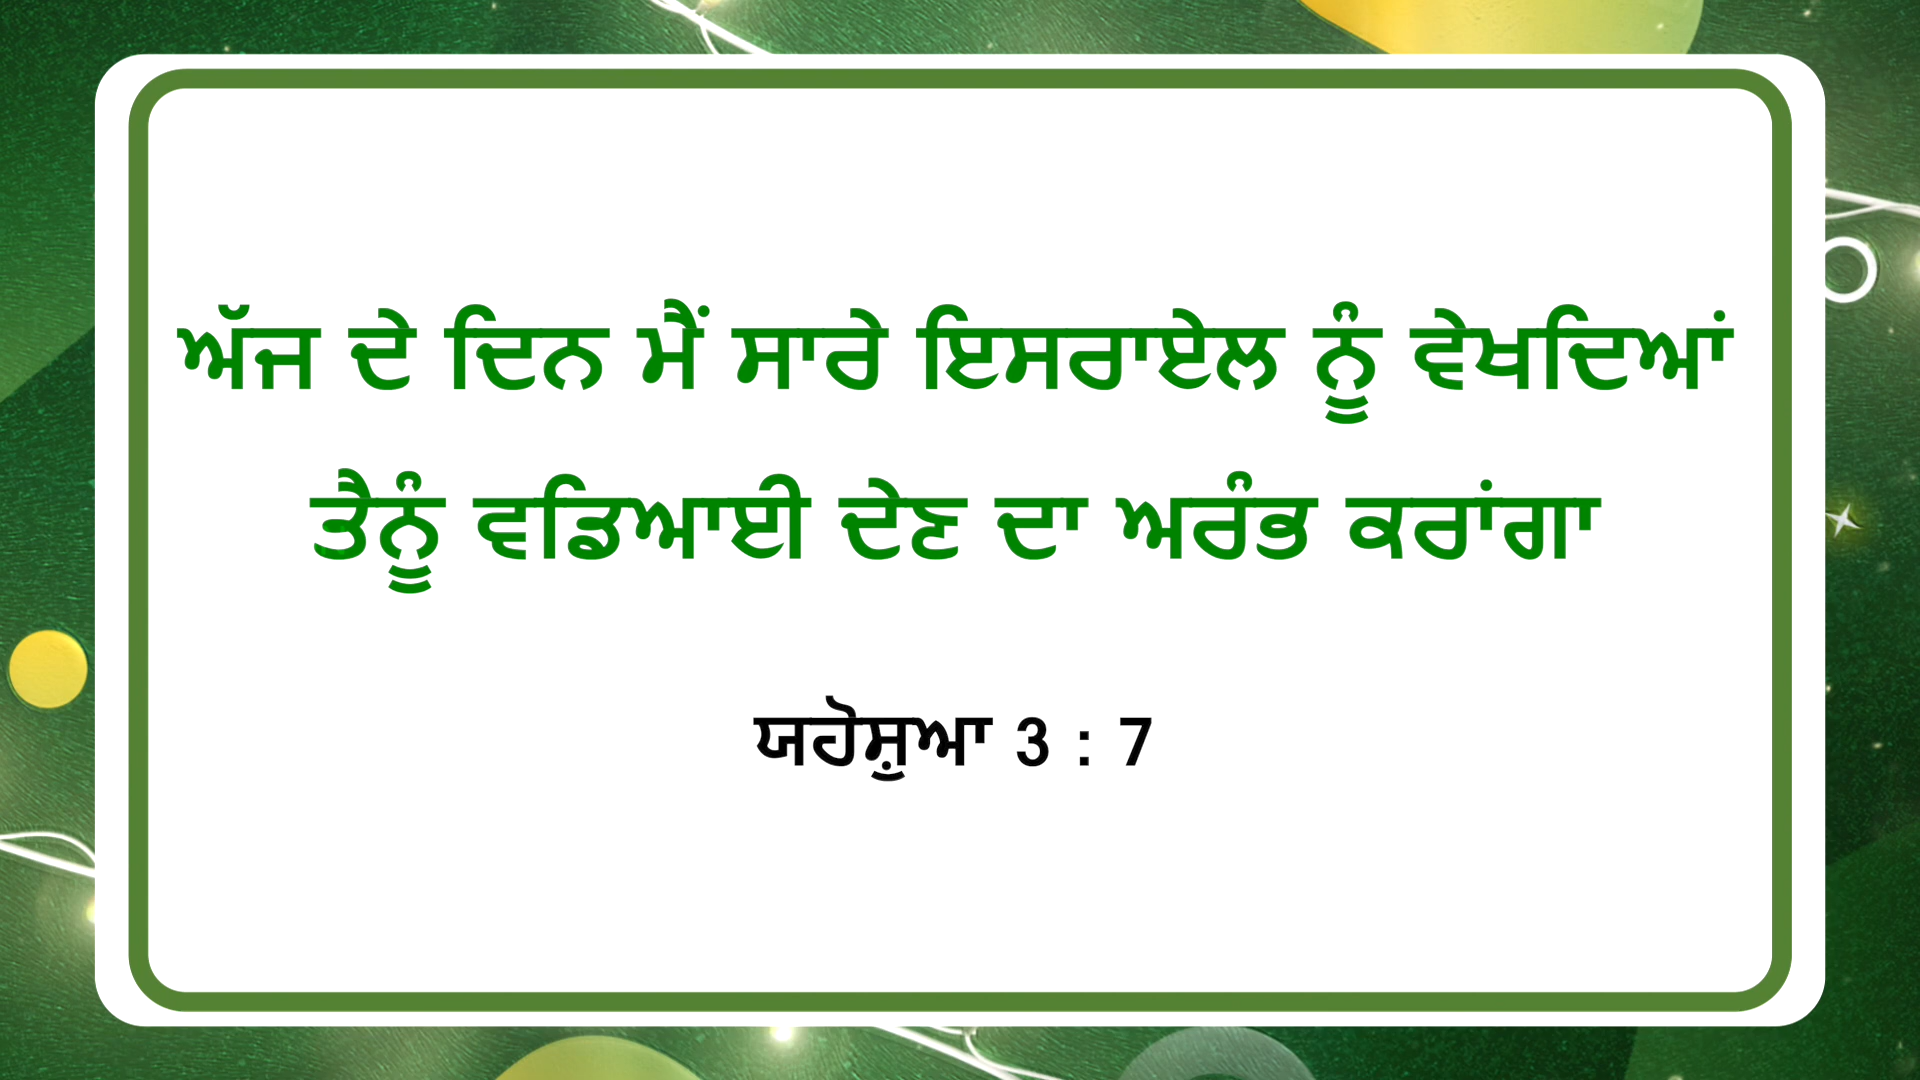 ਅੱਜ ਦੇ ਦਿਨ ਮੈਂ ਸਾਰੇ ਇਸਰਾਏਲ ਨੂੰ ਵੇਖਦਿਆਂ
ਤੈਨੂੰ ਵਡਿਆਈ ਦੇਣ ਦਾ ਅਰੰਭ ਕਰਾਂਗਾ
ਯਹੋਸ਼ੁਆ 3 : 7